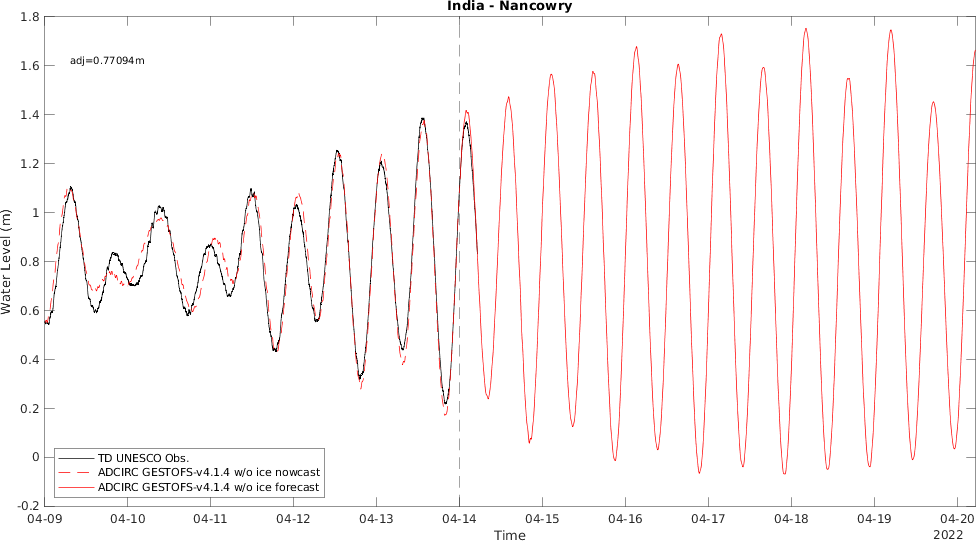 India - Nancowry
adj=0.77094m
Water Level (m)
1.8
1.6
1.4
1.2
1
0.8
0.6
0.4
0.2
0
-0.2
TD UNESCO Obs.
ADCIRC GESTOFS-v4.1.4 w/o ice nowcast
ADCIRC GESTOFS-v4.1.4 w/o ice forecast
04-09 04-10 04-11 04-12 04-13 04-14 04-15 04-16 04-17 04-18 04-19 04-20
Time
2022